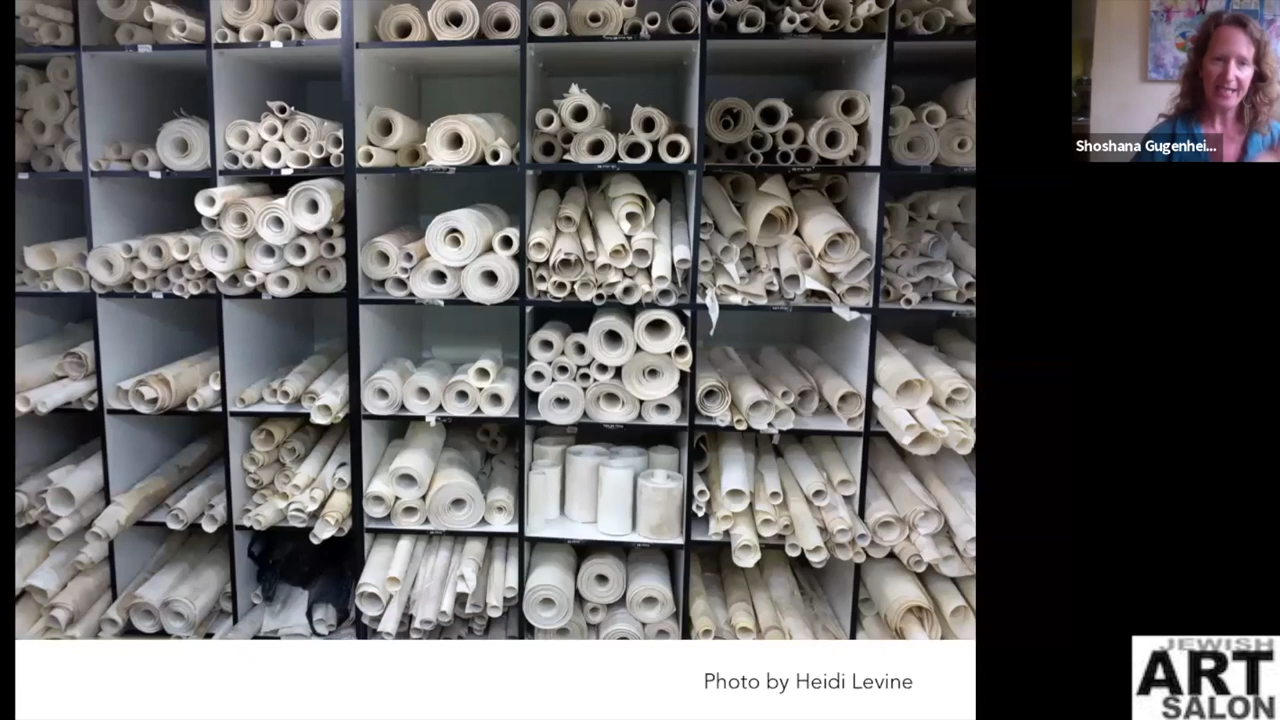 Shoshana Gugenhei...
Photo by Heidi Levine
JEWISH
ART
SALON